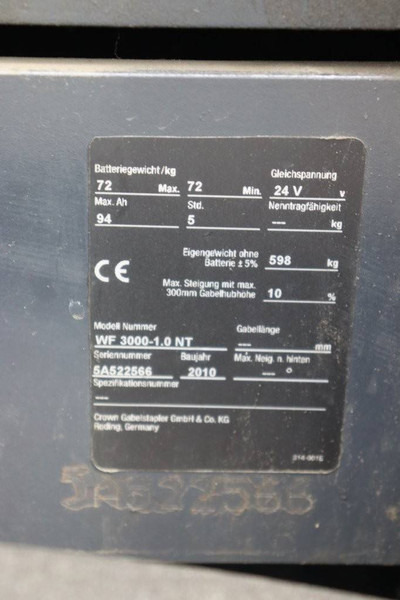 Batteriegewicht/kg Gleichspannung
72 Max. 72 Min. 24 V v
Max. Ah Std. Nenntragfähigkeit
94 5 --- kg
Eigengewicht ohne
Batterie ± 5% 598 kg
CE
Max. Steigung mit max.
300mm Gabelhubhöhe 10 %
Modell Nummer Gabellänge
WF 3000-1.0 NT --- mm
Seriennummer Baujahr Max. Neig. n. hinten
5A522566 2010 --- °
Spezifikationsnummer
---
Crown Gabelstapler GmbH & Co. KG
Roding, Germany
5A522566